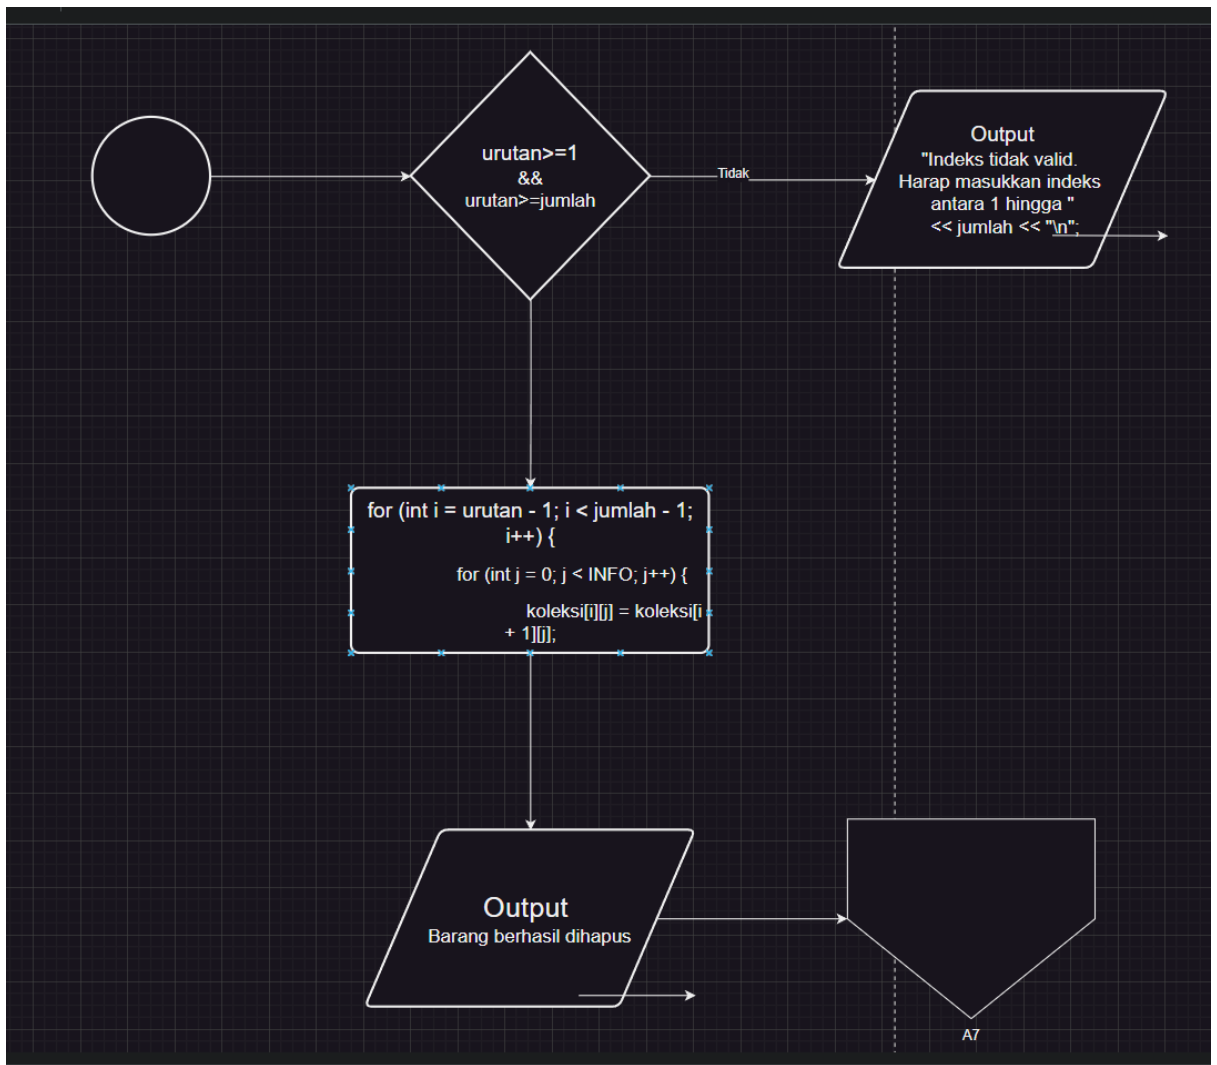 urutan>=1
&&
urutan>=jumlah
Tidak
Output
"Indeks tidak valid.
Harap masukkan indeks
antara 1 hingga "
<< jumlah << "\n";
for (int i = urutan - 1; i < jumlah - 1;
i++) {
for (int j = 0; j < INFO; j++) {
koleksi[i][j] = koleksi[i
+ 1][j];
Output
Barang berhasil dihapus
A7